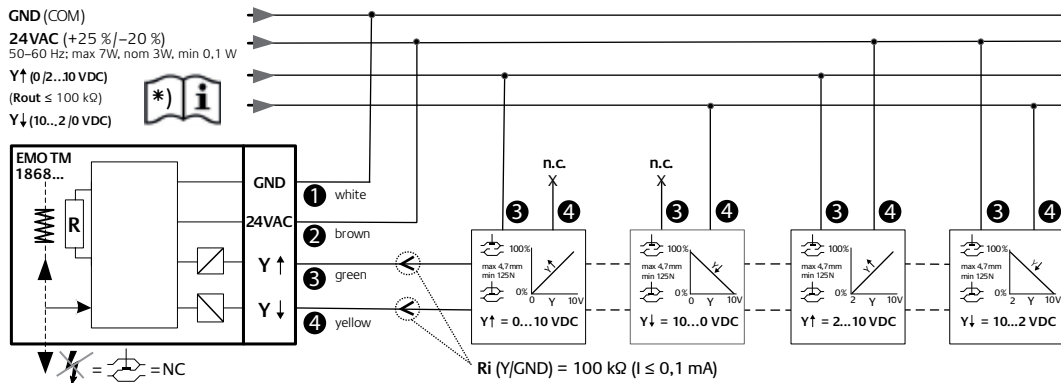 GND (COM)
24VAC (+25 %/−20 %)
50–60 Hz; max 7W, nom 3W, min 0,1 W
Y↑ (0/2...10 VDC)
(Rout ≤ 100 kΩ)
Y↓ (10...2/0 VDC)
*) i
EMO TM
1868...
R
GND
24VAC
Y ↑
Y ↓
1 white
2 brown
3 green
4 yellow
= = NC
Ri (Y/GND) = 100 kΩ (I ≤ 0,1 mA)
n.c.
X
3 4
100%
max 4,7mm
min 125N
0%
Y↑
0 Y 10V
Y↑ = 0...10 VDC
n.c.
X
3 4
100%
max 4,7mm
min 125N
0%
Y↓
0 Y 10V
Y↓ = 10...0 VDC
3 4
100%
max 4,7mm
min 125N
0%
Y↑
2 Y 10V
Y↑ = 2...10 VDC
3 4
100%
max 4,7mm
min 125N
0%
Y↓
2 Y 10V
Y↓ = 10...2 VDC